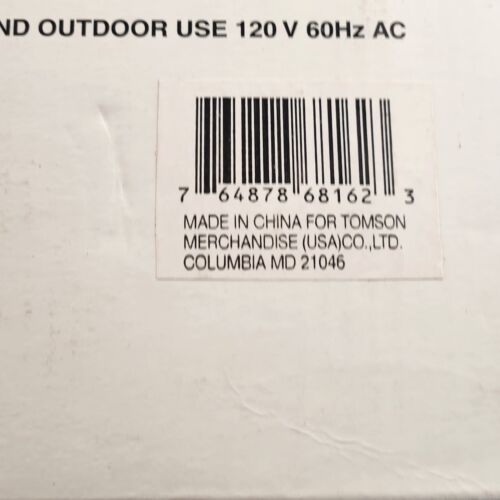 ND OUTDOOR USE 120 V 60Hz AC
7 64878 68162 3
MADE IN CHINA FOR TOMSON
MERCHANDISE (USA)CO.,LTD.
COLUMBIA MD 21046